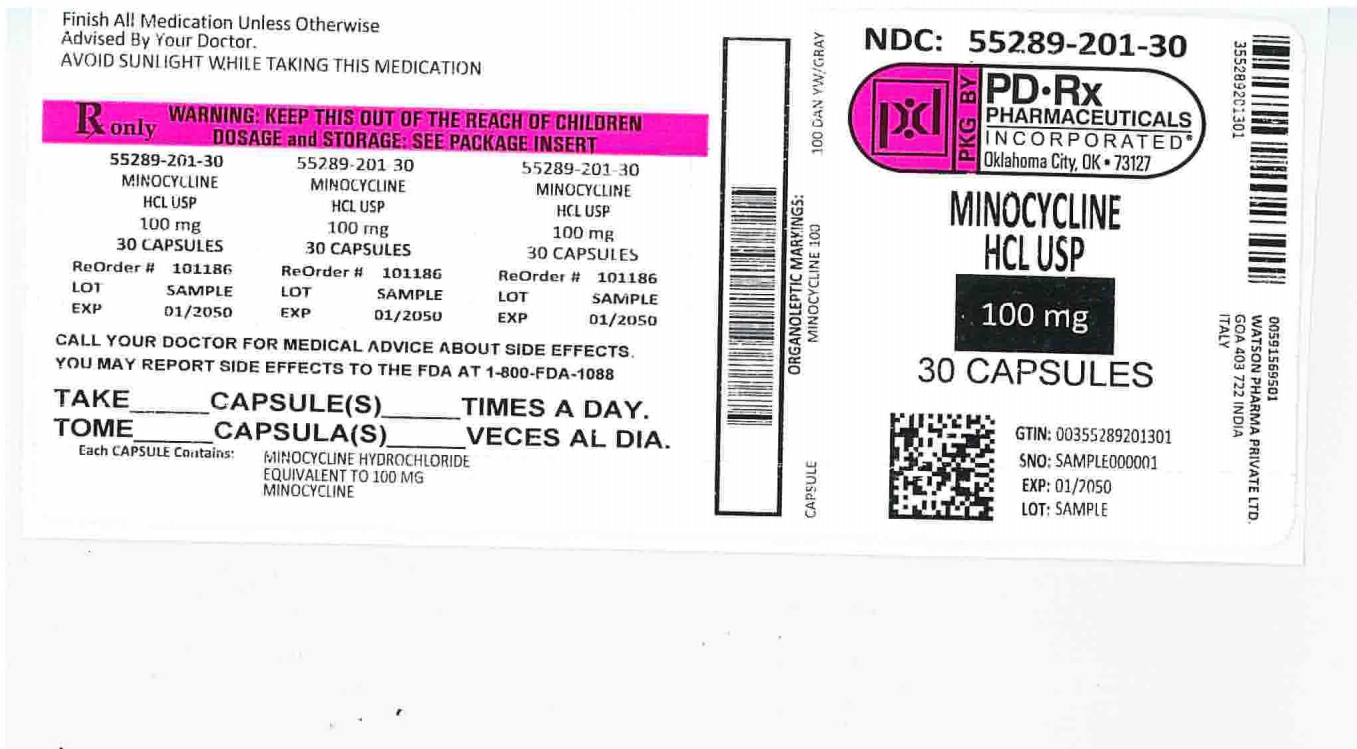 Finish All Medication Unless Otherwise
Advised By Your Doctor.
AVOID SUNLIGHT WHILE TAKING THIS MEDICATION
Rx only
WARNING: KEEP THIS OUT OF THE REACH OF CHILDREN
DOSAGE and STORAGE: SEE PACKAGE INSERT
55289-201-30
MINOCYCLINE
HCL USP
100 mg
30 CAPSULES
ReOrder # 101186
LOT SAMPLE
EXP 01/2050
55289-201-30
MINOCYCLINE
HCL USP
100 mg
30 CAPSULES
ReOrder # 101186
LOT SAMPLE
EXP 01/2050
55289-201-30
MINOCYCLINE
HCL USP
100 mg
30 CAPSULES
ReOrder # 101186
LOT SAMPLE
EXP 01/2050
CALL YOUR DOCTOR FOR MEDICAL ADVICE ABOUT SIDE EFFECTS.
YOU MAY REPORT SIDE EFFECTS TO THE FDA AT 1-800-FDA-1088
TAKE_____CAPSULE(S)_____TIMES A DAY.
TOME_____CAPSULA(S)_____VECES AL DIA.
Each CAPSULE Contains:
MINOCYCLINE HYDROCHLORIDE
EQUIVALENT TO 100 MG
MINOCYCLINE
ORGANOLEPTIC MARKINGS:
CAPSULE MINOCYCLINE 100 100 DAN YW/GRAY
NDC: 55289-201-30
pd
PKG BY
PD•Rx
PHARMACEUTICALS
INCORPORATED®
Oklahoma City, OK • 73127
MINOCYCLINE
HCL USP
100 mg
30 CAPSULES
GTIN: 00355289201301
SNO: SAMPLE000001
EXP: 01/2050
LOT: SAMPLE
355289201301
00591569501
WATSON PHARMA PRIVATE LTD.
GOA 403 722 INDIA
ITALY